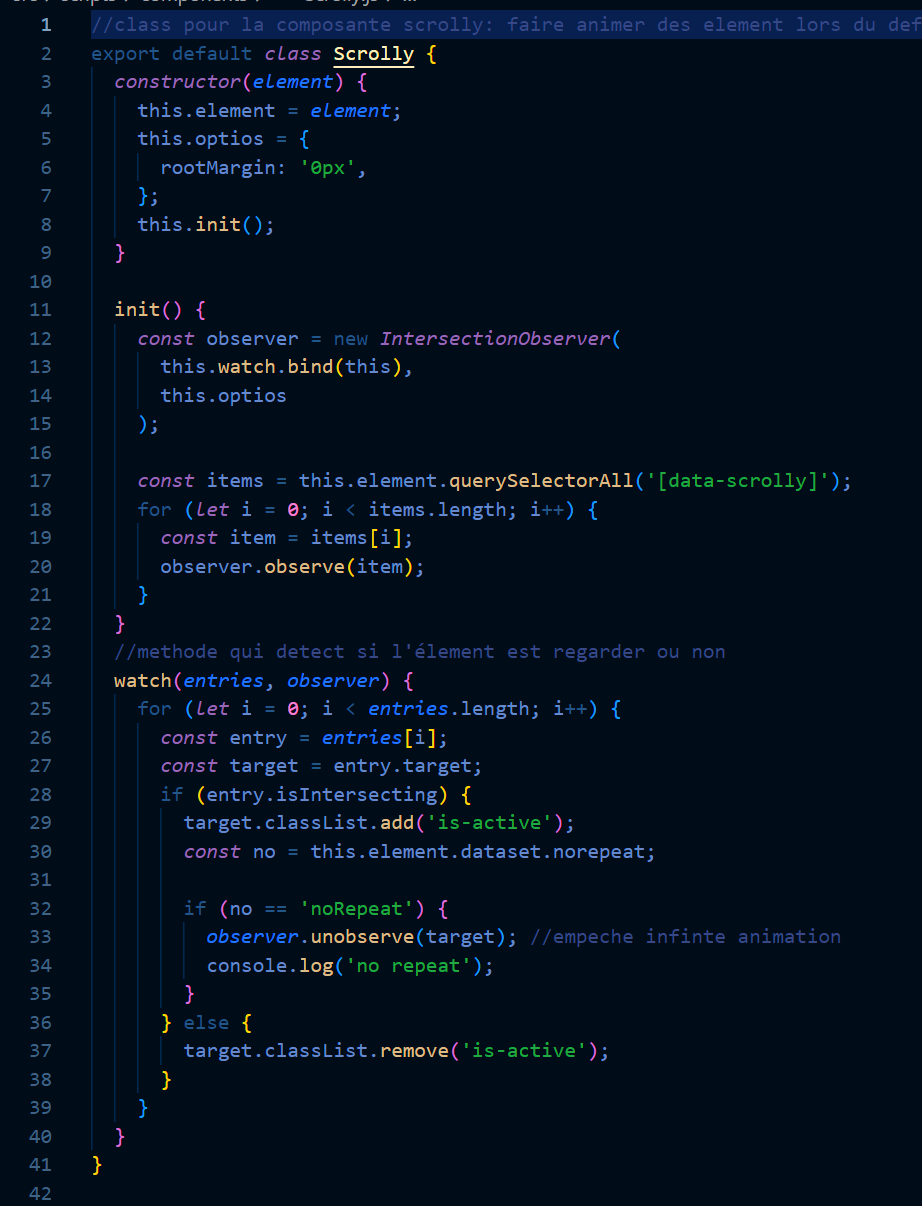 1 //class pour la composante scrolly: faire animer des element lors du
2 export default class Scrolly {
3 constructor(element) {
4 this.element = element;
5 this.optios = {
6 rootMargin: '0px',
7 };
8 this.init();
9 }
10
11 init() {
12 const observer = new IntersectionObserver(
13 this.watch.bind(this),
14 this.optios
15 );
16
17 const items = this.element.querySelectorAll('[data-scrolly]');
18 for (let i = 0; i < items.length; i++) {
19 const item = items[i];
20 observer.observe(item);
21 }
22 }
23 //methode qui detect si l'élement est regarder ou non
24 watch(entries, observer) {
25 for (let i = 0; i < entries.length; i++) {
26 const entry = entries[i];
27 const target = entry.target;
28 if (entry.isIntersecting) {
29 target.classList.add('is-active');
30 const no = this.element.dataset.norepeat;
31
32 if (no == 'noRepeat') {
33 observer.unobserve(target); //empeche infinte animation
34 console.log('no repeat');
35 }
36 } else {
37 target.classList.remove('is-active');
38 }
39 }
40 }
41 }
42